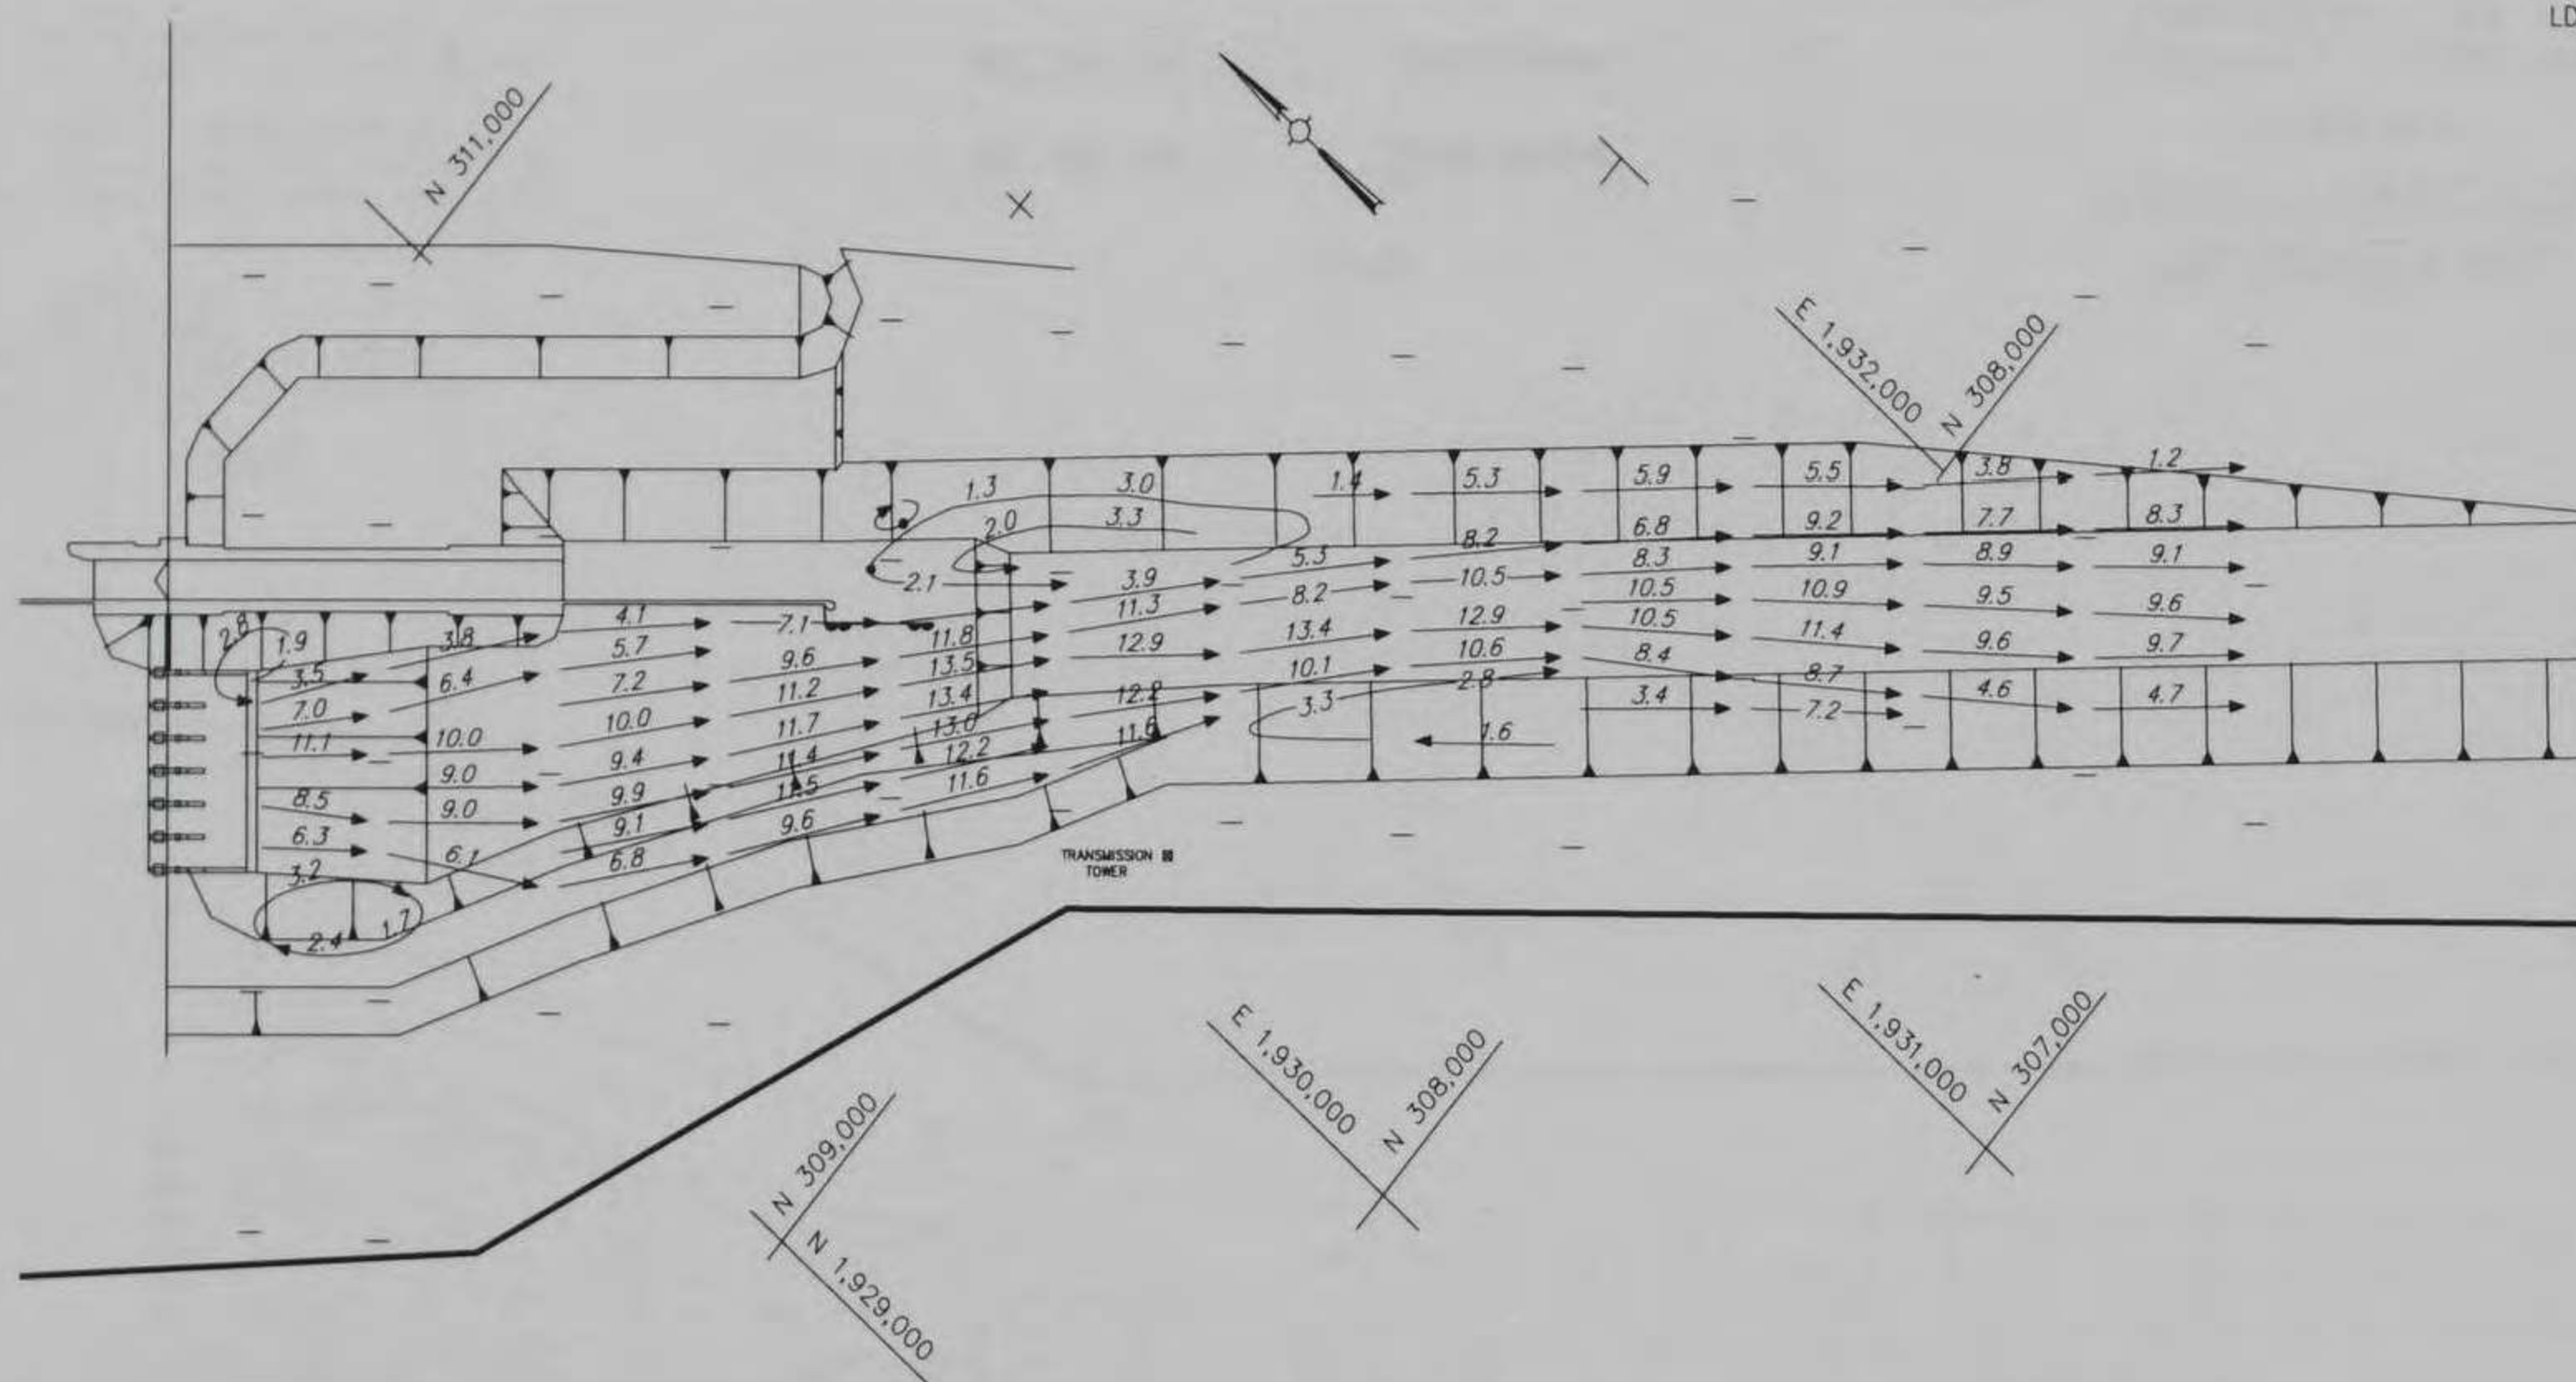 LD
N 311,000
E 1,932,000
N 308,000
1.3 3.0 1.4 5.3 5.9 5.5 3.8 1.2
2.0 3.3 8.2 6.8 9.2 7.7 8.3
2.1 3.9 5.3 10.5 8.3 9.1 8.9 9.1
2.8 1.9 3.8 4.1 7.1 11.3 8.2 10.5 10.9 9.5 9.6
5.7 11.8 12.9 13.4 12.9 10.5 11.4 9.6 9.7
3.5 6.4 7.2 9.6 13.5 10.1 10.6 8.4 8.7
7.0 10.0 11.2 13.4 3.3 2.8 3.4 7.2 4.6 4.7
11.1 10.0 9.4 11.7 13.0 11.6 1.6
9.0 9.9 11.4 12.2
8.5 9.0 9.1 11.5 11.6
6.3 6.1 6.8 9.6
3.2
2.4 1.7
TRANSMISSION
TOWER
N 309,000
N 1,929,000
E 1,930,000
N 308,000
E 1,931,000
N 307,000